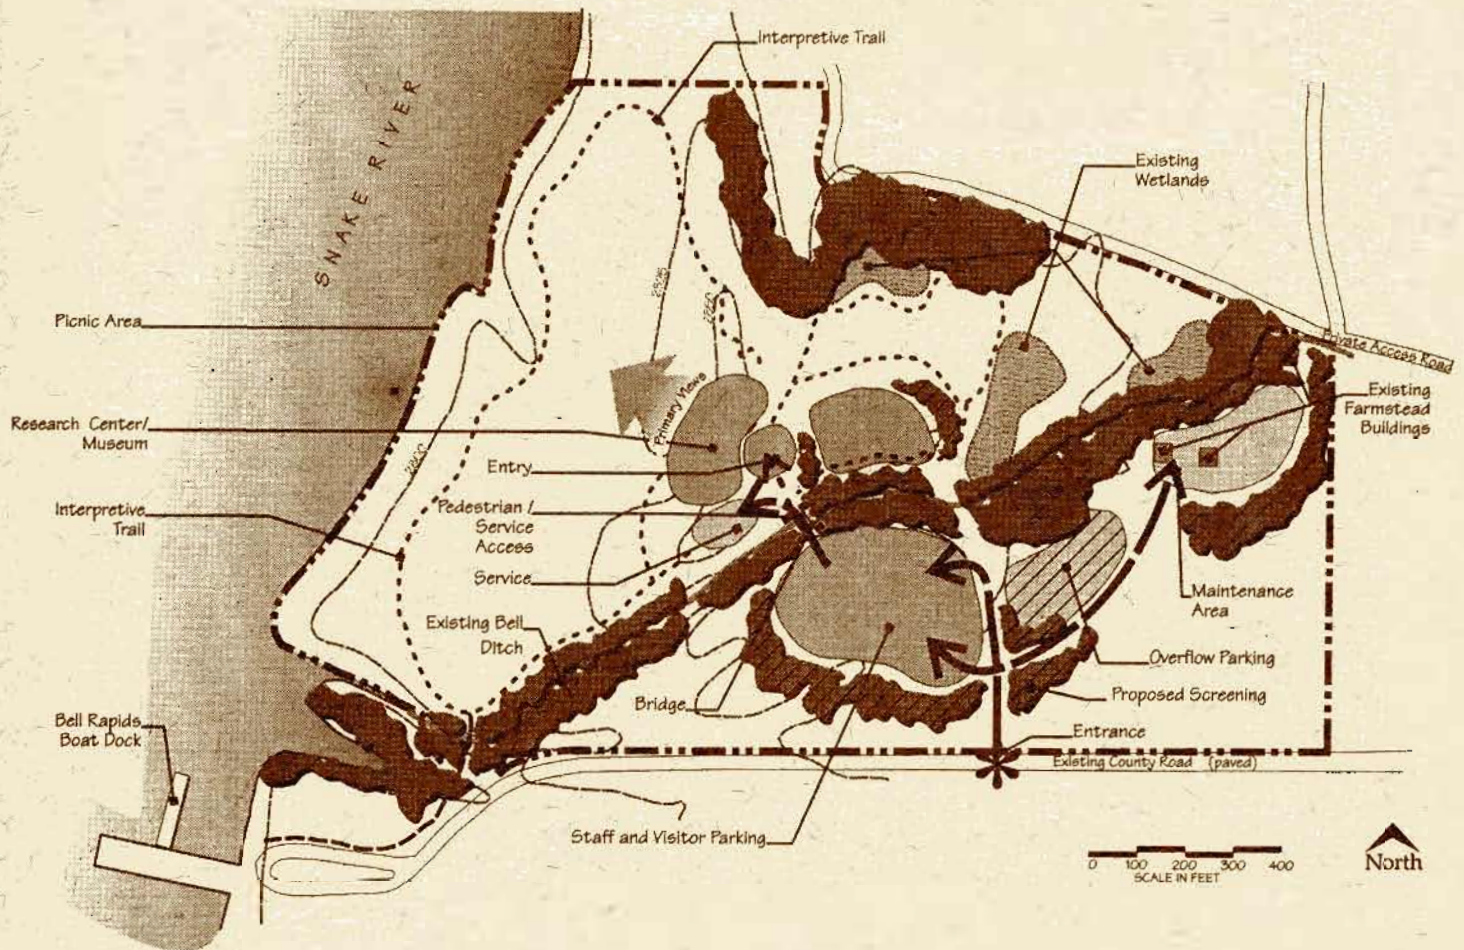 Interpretive Trail
SNAKE RIVER
Existing
Wetlands
Picnic Area
2595
Private Access Road
Primary Views
Existing
Farmstead
Buildings
Research Center/
Museum
2600
Entry
Pedestrian /
Service
Access
Interpretive
Trail
Service
Maintenance
Area
Existing Bell
Ditch
Overflow Parking
Proposed Screening
Bridge
Bell Rapids
Boat Dock
Entrance
Existing County Road (paved)
Staff and Visitor Parking
0 100 200 300 400
SCALE IN FEET
North